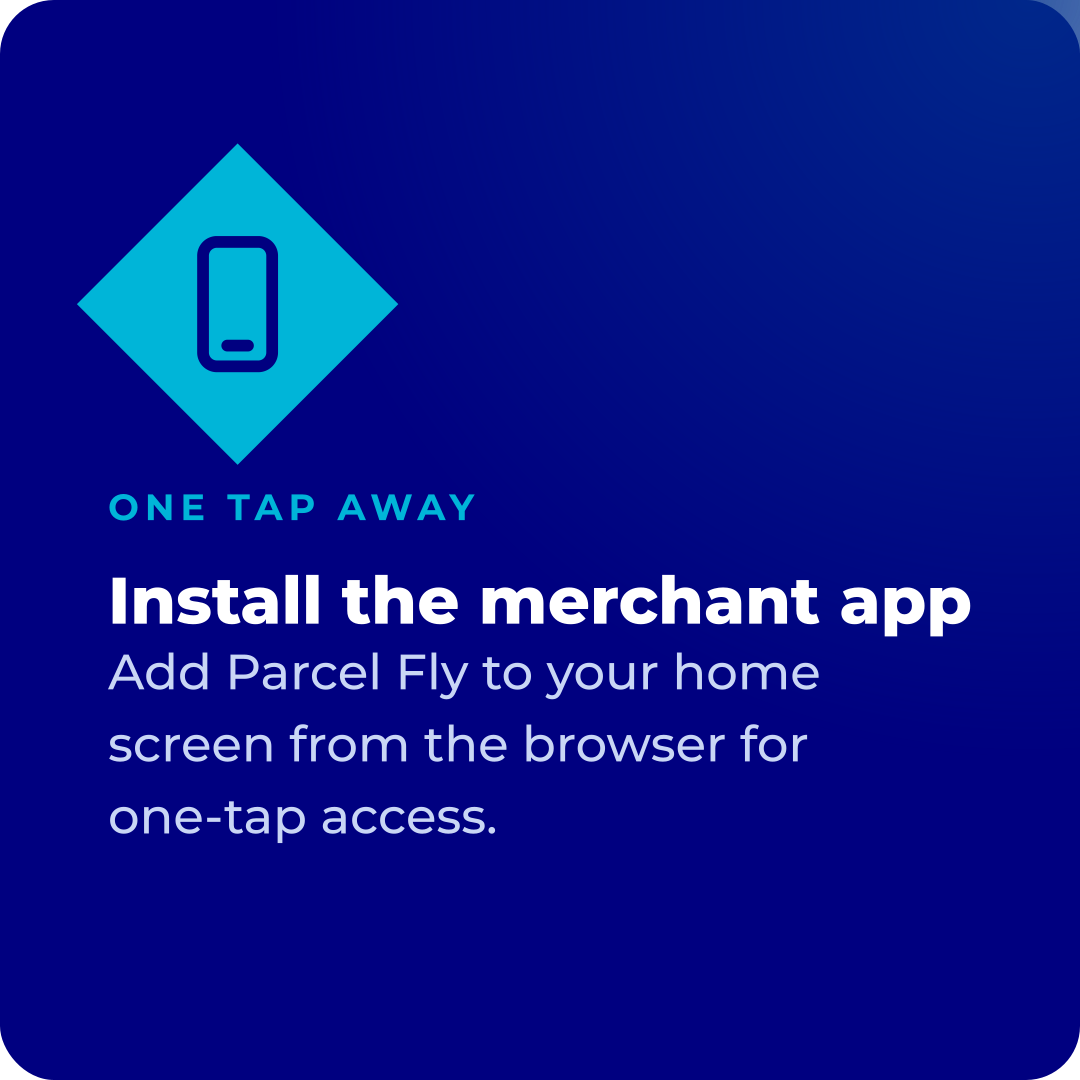 ONE TAP AWAY
Install the merchant app
Add Parcel Fly to your home
screen from the browser for
one-tap access.